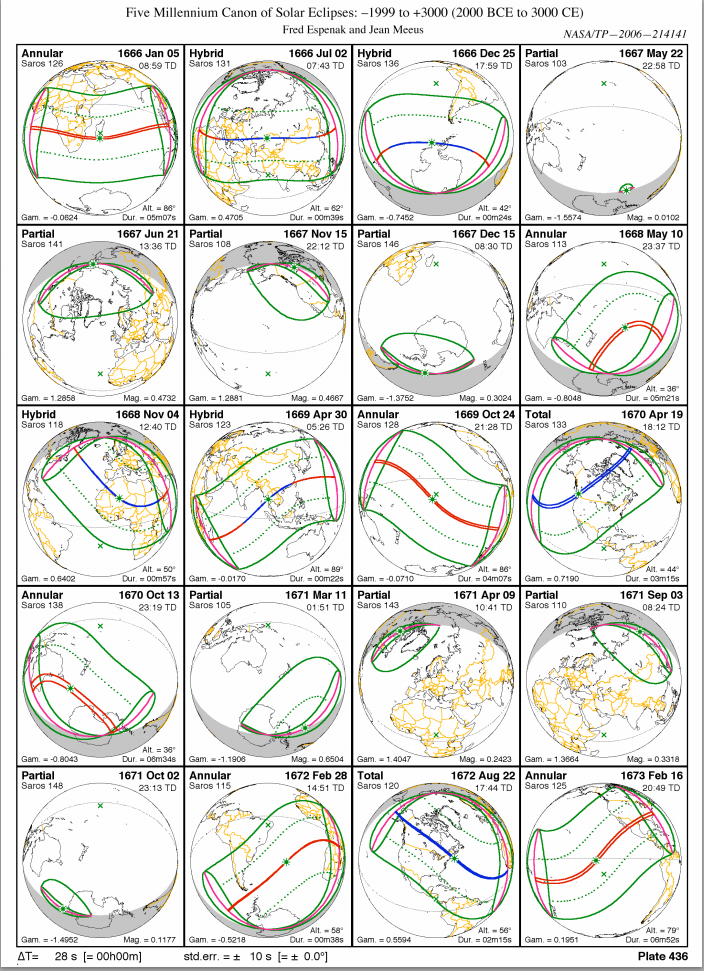 Five Millennium Canon of Solar Eclipses: –1999 to +3000 (2000 BCE to 3000 CE)
Fred Espenak and Jean Meeus
NASA/TP—2006—214141
Annular 1666 Jan 05
Saros 126 08:59 TD
Alt. = 86°
Gam. = -0.0624 Dur. = 05m07s
Hybrid 1666 Jul 02
Saros 131 07:43 TD
Alt. = 62°
Gam. = 0.4705 Dur. = 00m39s
Hybrid 1666 Dec 25
Saros 136 17:59 TD
Alt. = 42°
Gam. = -0.7452 Dur. = 00m24s
Partial 1667 May 22
Saros 103 22:58 TD
Gam. = -1.5574 Mag. = 0.0102
Partial 1667 Jun 21
Saros 141 13:36 TD
Gam. = 1.2858 Mag. = 0.4732
Partial 1667 Nov 15
Saros 108 22:12 TD
Gam. = 1.2881 Mag. = 0.4667
Partial 1667 Dec 15
Saros 146 08:30 TD
Gam. = -1.3752 Mag. = 0.3024
Annular 1668 May 10
Saros 113 23:37 TD
Alt. = 36°
Gam. = -0.8048 Dur. = 05m21s
Hybrid 1668 Nov 04
Saros 118 12:40 TD
Alt. = 50°
Gam. = 0.6402 Dur. = 00m57s
Hybrid 1669 Apr 30
Saros 123 05:26 TD
Alt. = 89°
Gam. = -0.0170 Dur. = 00m22s
Annular 1669 Oct 24
Saros 128 21:28 TD
Alt. = 86°
Gam. = -0.0710 Dur. = 04m07s
Total 1670 Apr 19
Saros 133 18:12 TD
Alt. = 44°
Gam. = 0.7190 Dur. = 03m15s
Annular 1670 Oct 13
Saros 138 23:19 TD
Alt. = 36°
Gam. = -0.8043 Dur. = 06m34s
Partial 1671 Mar 11
Saros 105 01:51 TD
Gam. = -1.1906 Mag. = 0.6504
Partial 1671 Apr 09
Saros 143 10:41 TD
Gam. = 1.4047 Mag. = 0.2423
Partial 1671 Sep 03
Saros 110 08:24 TD
Gam. = 1.3664 Mag. = 0.3318
Partial 1671 Oct 02
Saros 148 23:13 TD
Gam. = -1.4952 Mag. = 0.1177
Annular 1672 Feb 28
Saros 115 14:51 TD
Alt. = 58°
Gam. = -0.5218 Dur. = 00m38s
Total 1672 Aug 22
Saros 120 17:44 TD
Alt. = 56°
Gam. = 0.5594 Dur. = 02m15s
Annular 1673 Feb 16
Saros 125 20:49 TD
Alt. = 79°
Gam. = 0.1951 Dur. = 06m52s
ΔT= 28 s [= 00h00m] std.err. = ± 10 s [= ± 0.0°] Plate 436